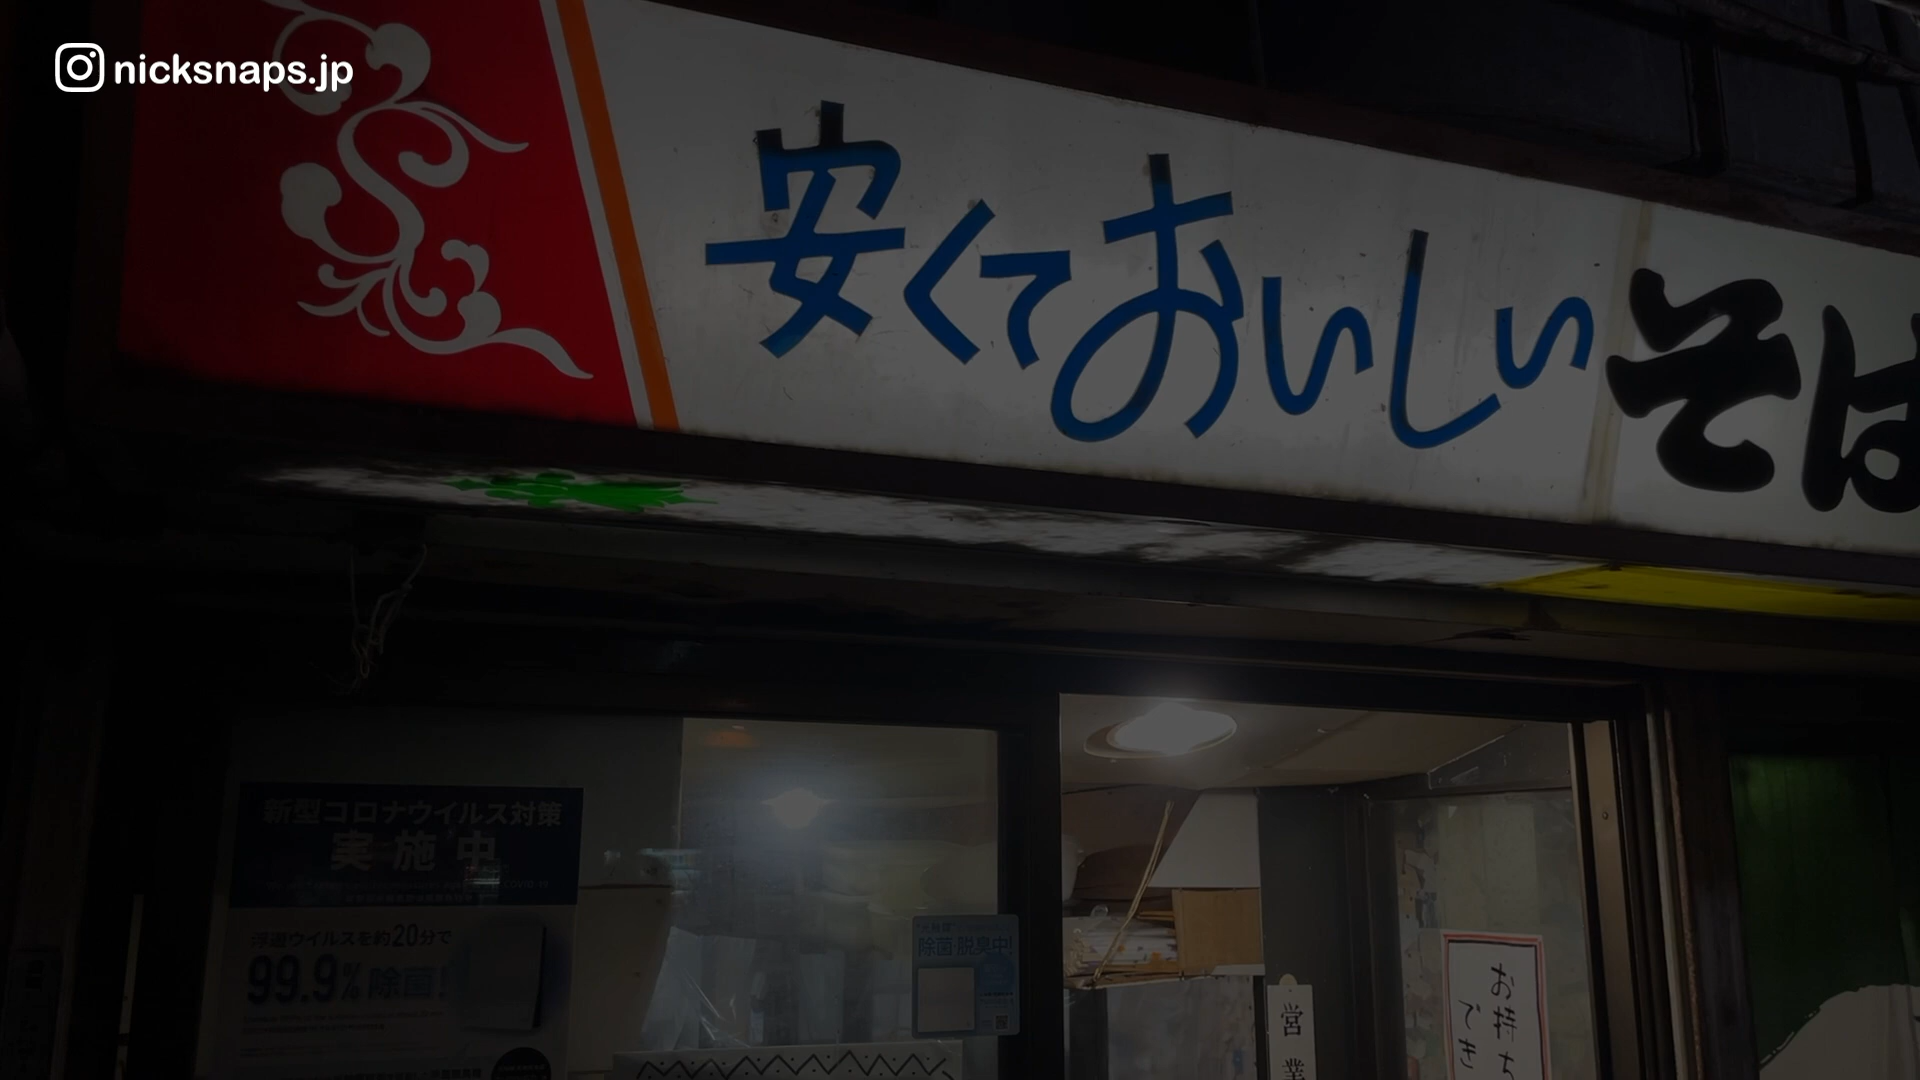 nicksnaps.jp
安くておいしいそば
新型コロナウイルス対策
実施中
浮遊ウイルスを約20分で
99.9%除菌!
除菌・脱臭中!
営業
お持ち
でき